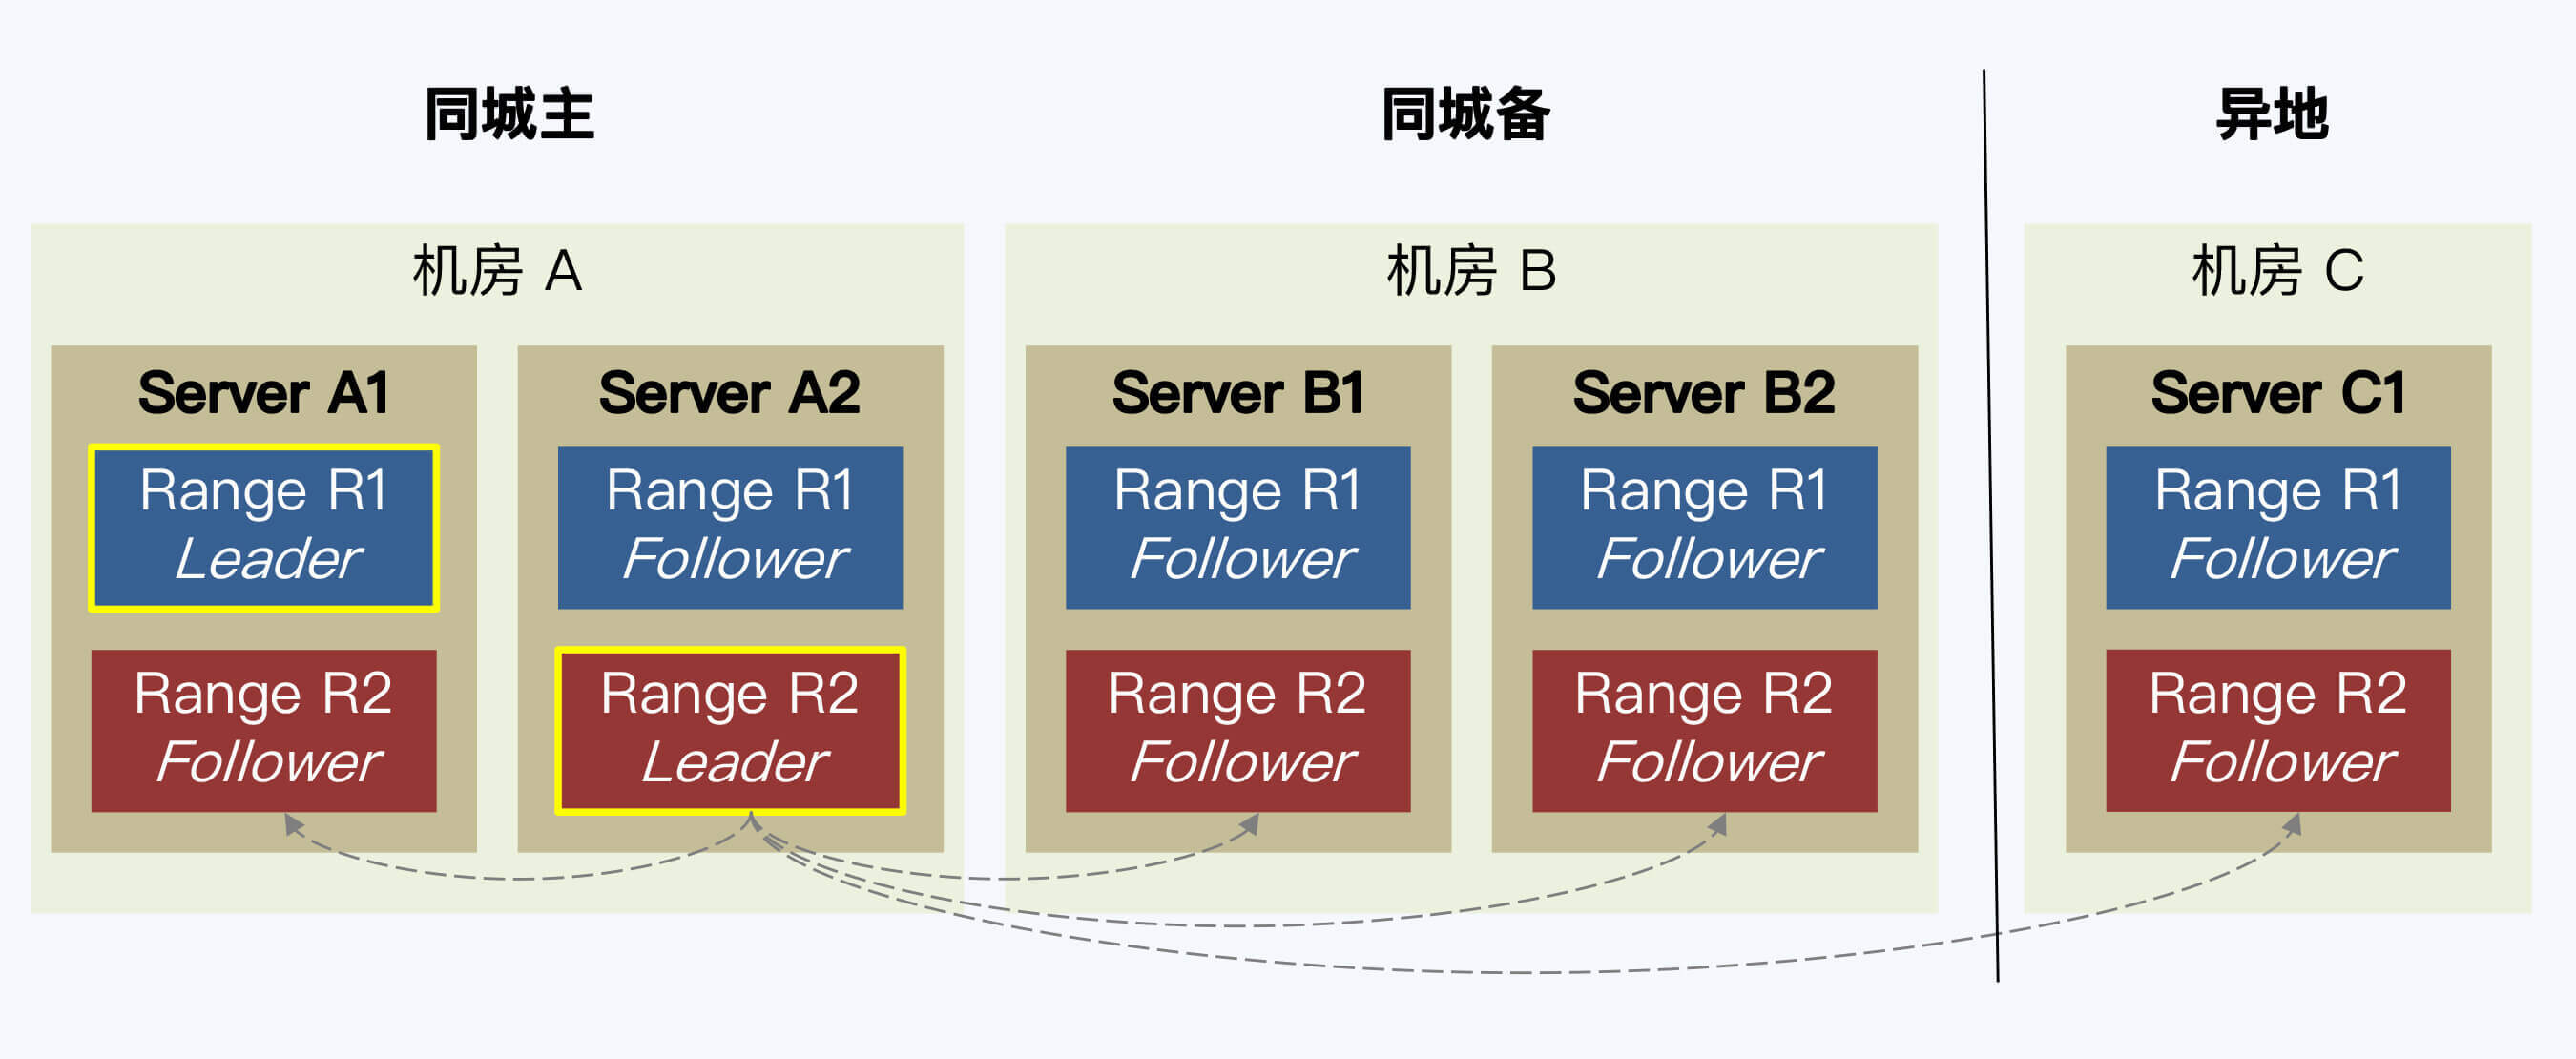 同城主
同城备
异地
机房 A
机房 B
机房 C
Server A1
Range R1
Leader
Range R2
Follower
Server A2
Range R1
Follower
Range R2
Leader
Server B1
Range R1
Follower
Range R2
Follower
Server B2
Range R1
Follower
Range R2
Follower
Server C1
Range R1
Follower
Range R2
Follower